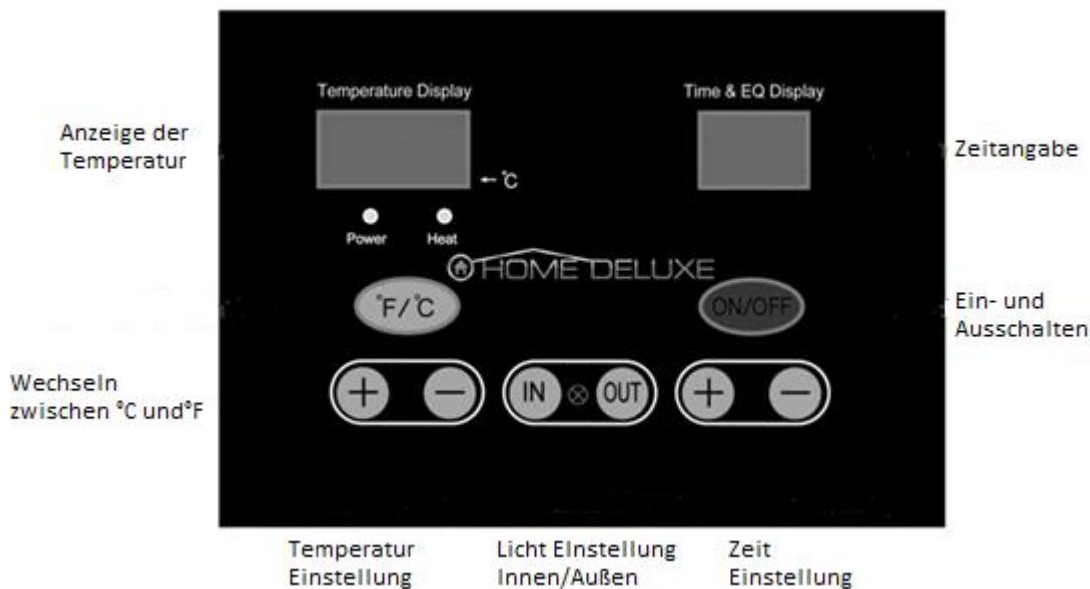 Temperature Display
Time & EQ Display
Anzeige der
Temperatur
Zeitangabe
←°C
Power
Heat
HOME DELUXE
°F/°C
ON/OFF
Ein- und
Ausschalten
Wechseln
zwischen °C und°F
+
−
IN
OUT
+
−
Temperatur
Einstellung
Licht EInstellung
Innen/Außen
Zeit
Einstellung